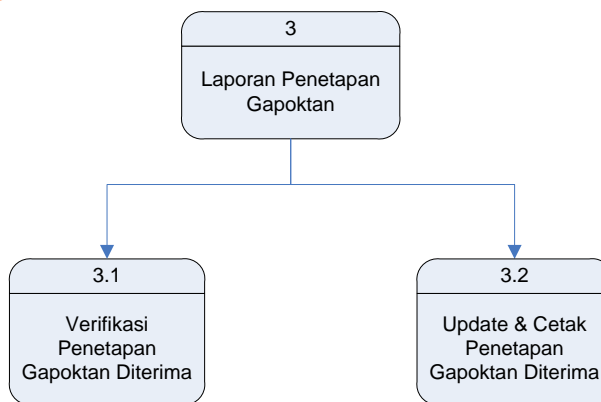 3
Laporan Penetapan
Gapoktan
3.1
Verifikasi
Penetapan
Gapoktan Diterima
3.2
Update & Cetak
Penetapan
Gapoktan Diterima